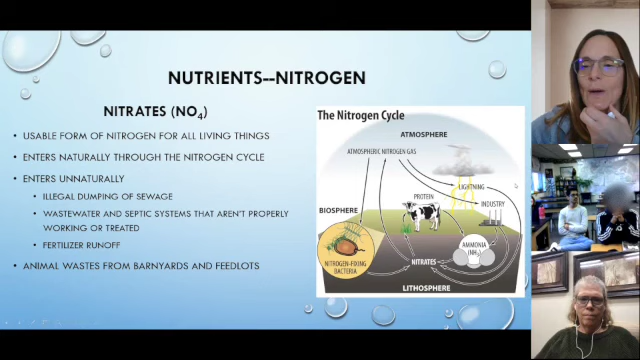 NUTRIENTS--NITROGEN
NITRATES (NO4)
• USABLE FORM OF NITROGEN FOR ALL LIVING THINGS
• ENTERS NATURALLY THROUGH THE NITROGEN CYCLE
• ENTERS UNNATURALLY
• ILLEGAL DUMPING OF SEWAGE
• WASTEWATER AND SEPTIC SYSTEMS THAT AREN'T PROPERLY
WORKING OR TREATED
• FERTILIZER RUNOFF
• ANIMAL WASTES FROM BARNYARDS AND FEEDLOTS
The Nitrogen Cycle
ATMOSPHERE
ATMOSPHERIC NITROGEN GAS
LIGHTNING
PROTEIN
INDUSTRY
BIOSPHERE
AMMONIA
(NH3)
NITROGEN-FIXING
BACTERIA
NITRATES
LITHOSPHERE